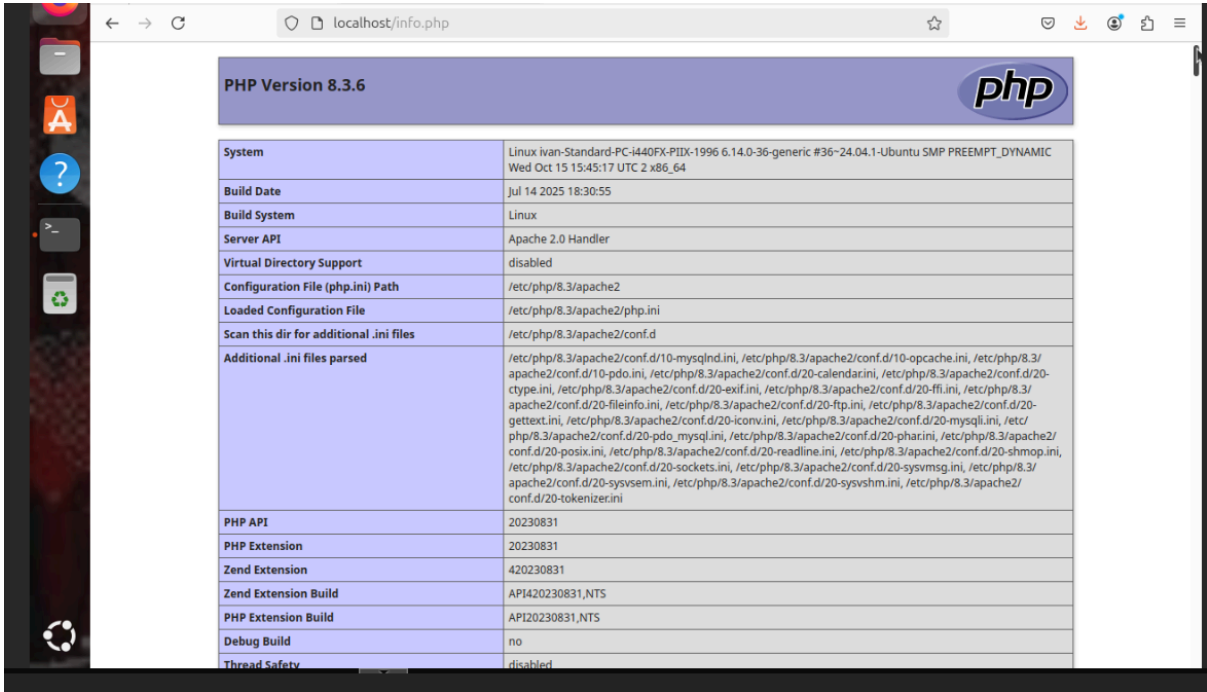 localhost/info.php
PHP Version 8.3.6
php
System
Linux ivan-Standard-PC-i440FX-PIIX-1996 6.14.0-36-generic #36~24.04.1-Ubuntu SMP PREEMPT_DYNAMIC
Wed Oct 15 15:45:17 UTC 2 x86_64
Build Date
Jul 14 2025 18:30:55
Build System
Linux
Server API
Apache 2.0 Handler
Virtual Directory Support
disabled
Configuration File (php.ini) Path
/etc/php/8.3/apache2
Loaded Configuration File
/etc/php/8.3/apache2/php.ini
Scan this dir for additional .ini files
/etc/php/8.3/apache2/conf.d
Additional .ini files parsed
/etc/php/8.3/apache2/conf.d/10-mysqlnd.ini, /etc/php/8.3/apache2/conf.d/10-opcache.ini, /etc/php/8.3/
apache2/conf.d/10-pdo.ini, /etc/php/8.3/apache2/conf.d/20-calendar.ini, /etc/php/8.3/apache2/conf.d/20-
ctype.ini, /etc/php/8.3/apache2/conf.d/20-exif.ini, /etc/php/8.3/apache2/conf.d/20-ffi.ini, /etc/php/8.3/
apache2/conf.d/20-fileinfo.ini, /etc/php/8.3/apache2/conf.d/20-ftp.ini, /etc/php/8.3/apache2/conf.d/20-
gettext.ini, /etc/php/8.3/apache2/conf.d/20-iconv.ini, /etc/php/8.3/apache2/conf.d/20-mysqli.ini, /etc/
php/8.3/apache2/conf.d/20-pdo_mysql.ini, /etc/php/8.3/apache2/conf.d/20-phar.ini, /etc/php/8.3/apache2/
conf.d/20-posix.ini, /etc/php/8.3/apache2/conf.d/20-readline.ini, /etc/php/8.3/apache2/conf.d/20-shmop.ini,
/etc/php/8.3/apache2/conf.d/20-sockets.ini, /etc/php/8.3/apache2/conf.d/20-sysvmsg.ini, /etc/php/8.3/
apache2/conf.d/20-sysvsem.ini, /etc/php/8.3/apache2/conf.d/20-sysvshm.ini, /etc/php/8.3/apache2/
conf.d/20-tokenizer.ini
PHP API
20230831
PHP Extension
20230831
Zend Extension
420230831
Zend Extension Build
API420230831,NTS
PHP Extension Build
API20230831,NTS
Debug Build
no
Thread Safety
disabled